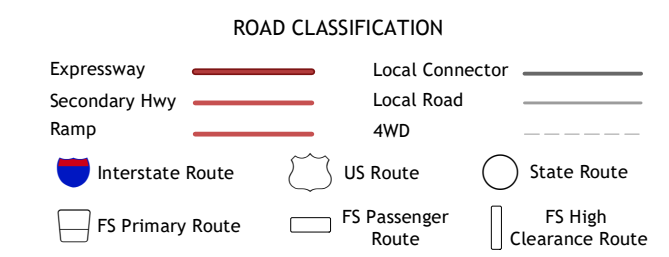 ROAD CLASSIFICATION
Expressway
Local Connector
Secondary Hwy
Local Road
Ramp
4WD
Interstate Route
US Route
State Route
FS Primary Route
FS Passenger
Route
FS High
Clearance Route